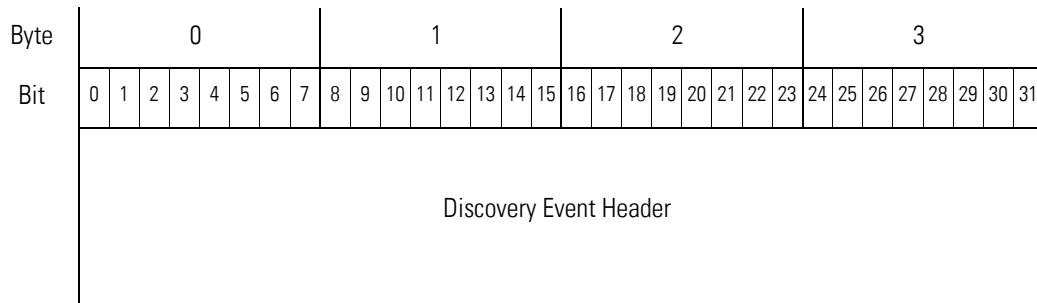 Byte 0 1 2 3
Bit 0 1 2 3 4 5 6 7 8 9 10 11 12 13 14 15 16 17 18 19 20 21 22 23 24 25 26 27 28 29 30 31
Discovery Event Header